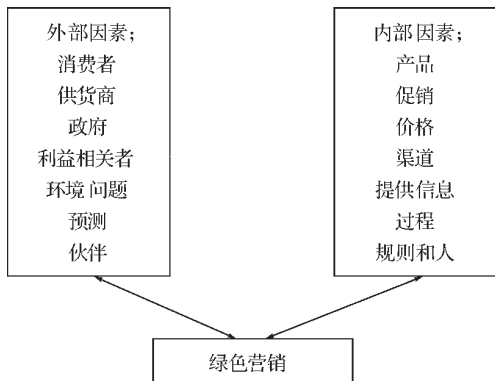 外部因素;
消费者
供货商
政府
利益相关者
环境问题
预测
伙伴
内部因素;
产品
促销
价格
渠道
提供信息
过程
规则和人
绿色营销